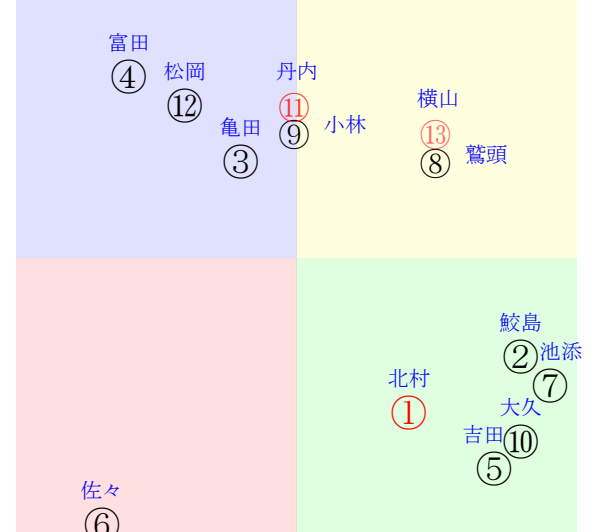 富田
④
松岡
⑫
丹内
⑪
亀田
③
⑨
小林
横山
⑬
⑧
鷲頭
鮫島
②
池添
⑦
北村
①
大久
⑩
吉田
⑤
佐々
⑥